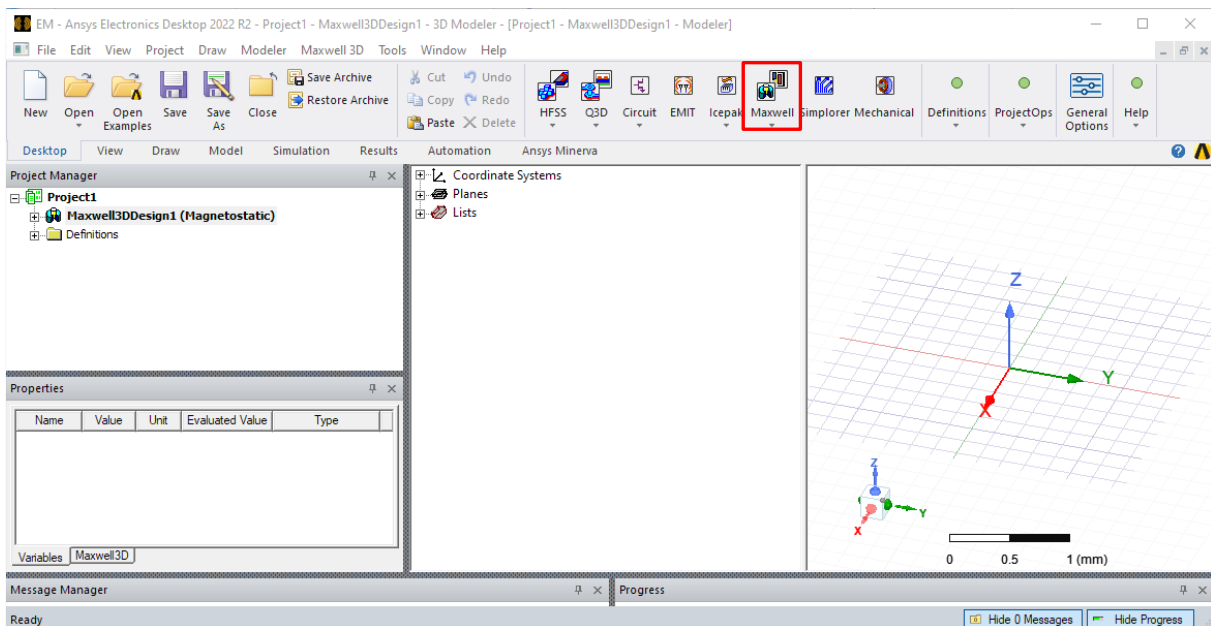 EM - Ansys Electronics Desktop 2022 R2 - Project1 - Maxwell3DDesign1 - 3D Modeler - [Project1 - Maxwell3DDesign1 - Modeler]
File Edit View Project Draw Modeler Maxwell 3D Tools Window Help
New Open Open Examples Save Save As Close Save Archive Restore Archive
Cut Undo
Copy Redo
Paste Delete
HFSS Q3D Circuit EMIT Icepak Maxwell Simplorer Mechanical Definitions ProjectOps General Options Help
Desktop View Draw Model Simulation Results Automation Ansys Minerva
Project Manager
Project1
Maxwell3DDesign1 (Magnetostatic)
Definitions
Coordinate Systems
Planes
Lists
Z
Y
X
Properties
Name Value Unit Evaluated Value Type
Variables Maxwell3D
Z
Y
X
0 0.5 1 (mm)
Message Manager
Progress
Ready
Hide 0 Messages Hide Progress